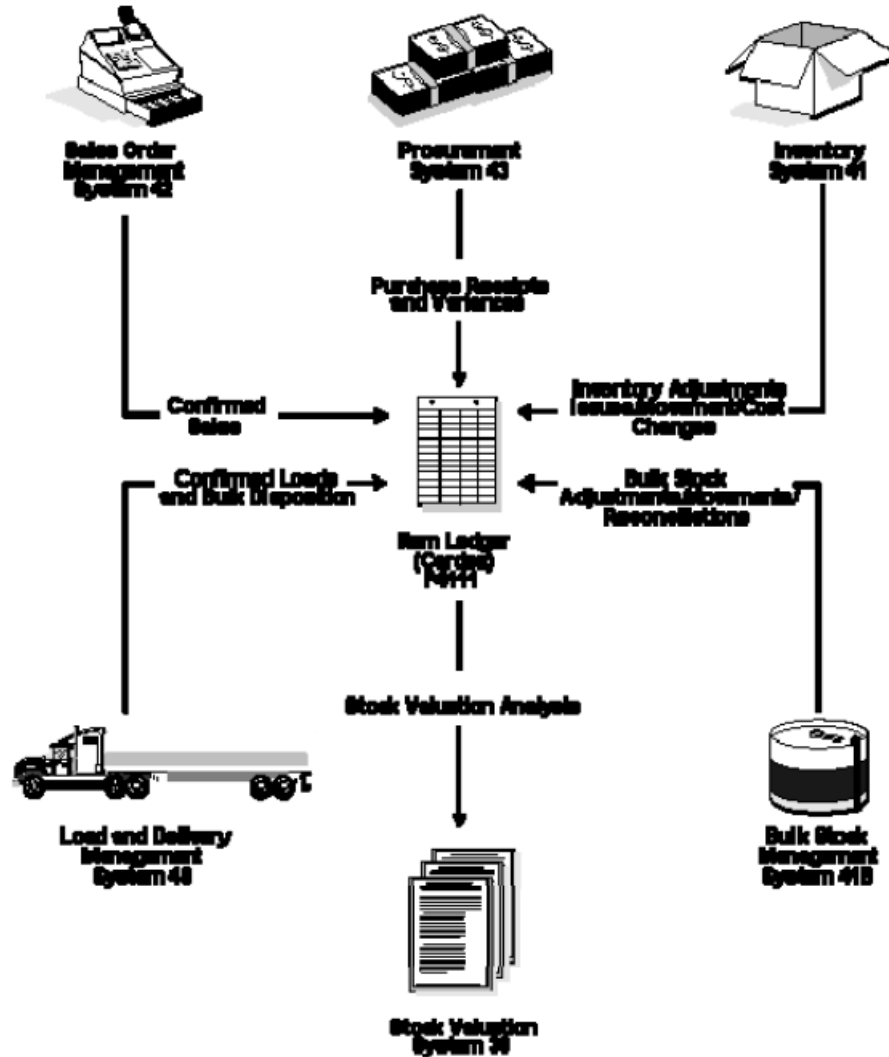 Sales Order
Management
System 42
Procurement
System 43
Inventory
System 41
Purchase Receipts
and Variances
Confirmed
Sales
Inventory Adjustments
Issues/Movement/Cost
Changes
Confirmed Loads
and Bulk Disposition
Bulk Stock
Adjustments/Movements/
Reconciliations
Item Ledger
(Cardex)
F4111
Stock Valuation Analysis
Load and Delivery
Management
System
Bulk Stock
Management
System 41B
Stock Valuation
System